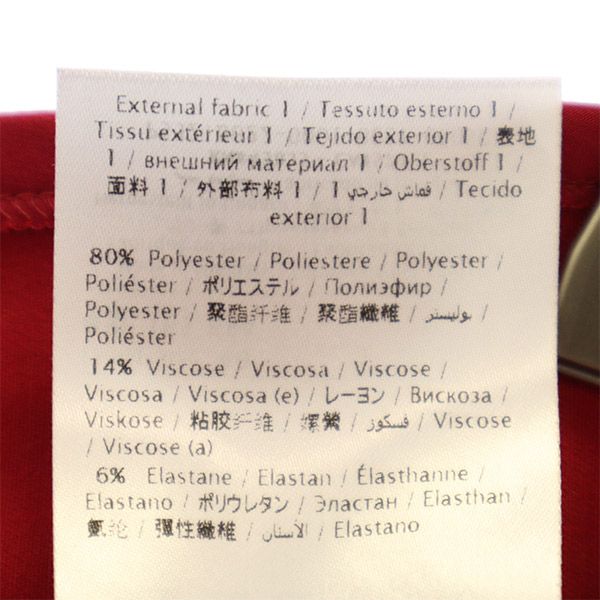 External fabric 1 / Tessuto esterno 1 /
Tissu extérieur 1 / Tejido exterior 1 / 表地
1 / внешний материал 1 / Oberstoff 1 /
面料 1 / 外部布料 1 / قماش خارجي 1 / Tecido
exterior 1
80% Polyester / Poliestere / Polyester /
Poliéster / ポリエステル / Полиэфир /
Polyester / 聚酯纤维 / 聚酯纖維 / بوليستر /
Poliéster
14% Viscose / Viscosa / Viscose /
Viscosa / Viscosa (e) / レーヨン / Вискоза /
Viskose / 粘胶纤维 / 嫘縈 / فسكوز / Viscose
/ Viscose (a)
6% Elastane / Elastan / Élasthanne /
Elastano / ポリウレタン / Эластан / Elasthan /
氨纶 / 彈性纖維 / الأستان / Elastano